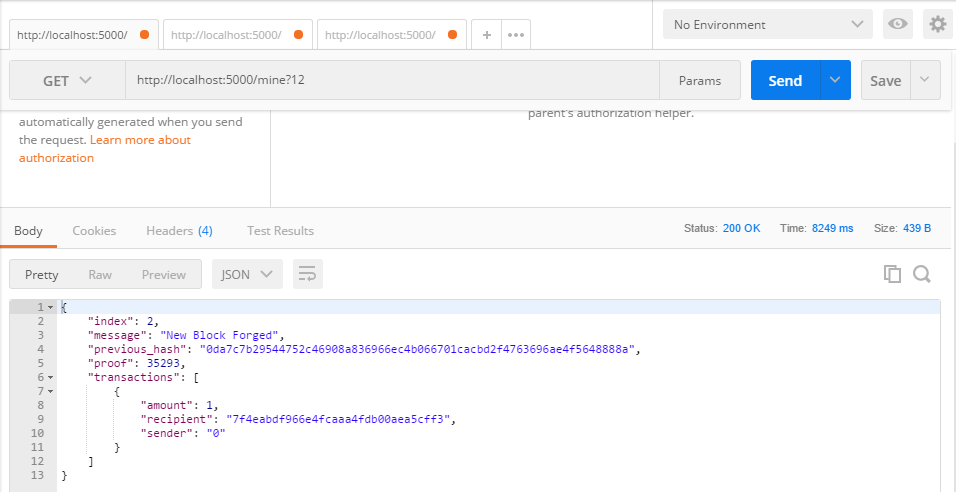 http://localhost:5000/ http://localhost:5000/ http://localhost:5000/ + ••• No Environment
GET http://localhost:5000/mine?12 Params Send Save
automatically generated when you send
the request. Learn more about
authorization
parent's authorization helper.
Body Cookies Headers (4) Test Results Status: 200 OK Time: 8249 ms Size: 439 B
Pretty Raw Preview JSON
1 {
2 "index": 2,
3 "message": "New Block Forged",
4 "previous_hash": "0da7c7b29544752c46908a836966ec4b066701cacbd2f4763696ae4f5648888a",
5 "proof": 35293,
6 "transactions": [
7 {
8 "amount": 1,
9 "recipient": "7f4eabdf966e4fcaaa4fdb00aea5cff3",
10 "sender": "0"
11 }
12 ]
13 }